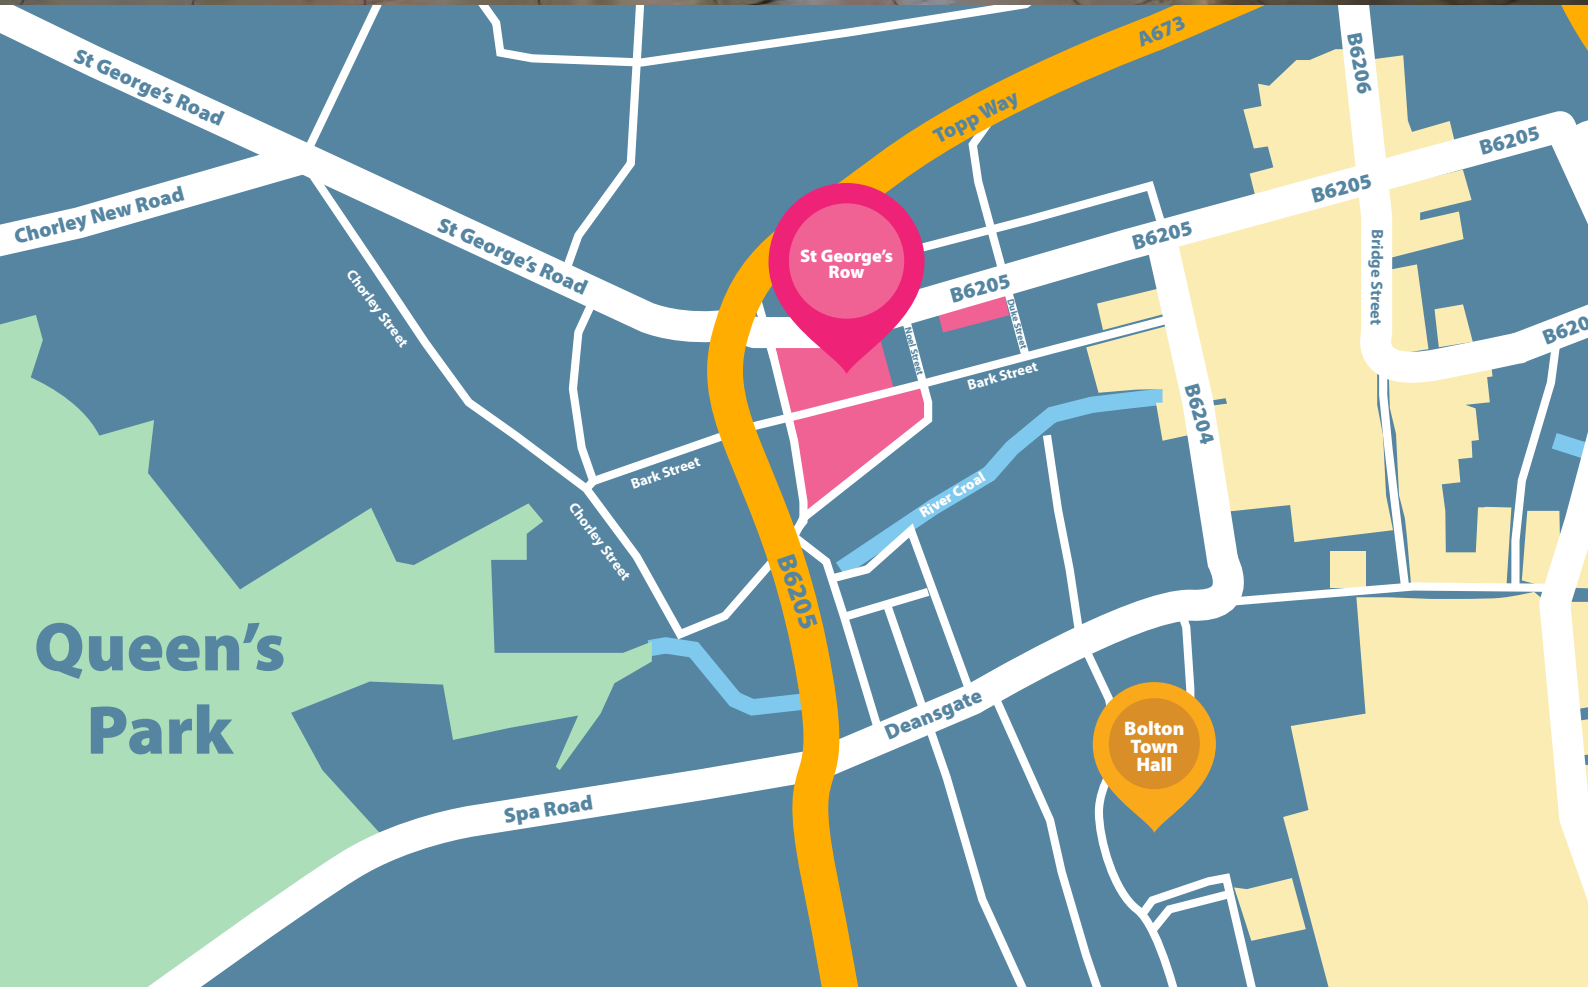 A673
B6206
St George's Road
Topp Way
B6205
B6205
Chorley New Road
St George's Road
B6205
St George's
Row
Bridge Street
B6205
Chorley Street
Noel Street
Duke Street
Bark Street
B6204
Bark Street
River Croal
Chorley Street
B6205
Queen's
Park
Deansgate
Bolton
Town
Hall
Spa Road